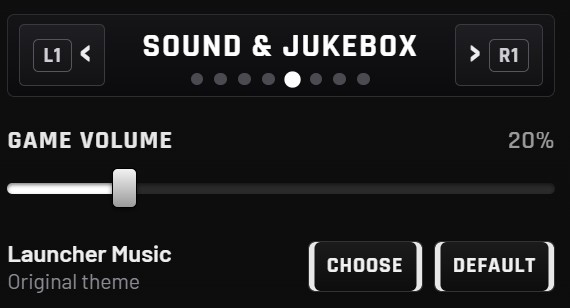 L1 < SOUND & JUKEBOX > R1
GAME VOLUME 20%
Launcher Music
Original theme
CHOOSE DEFAULT